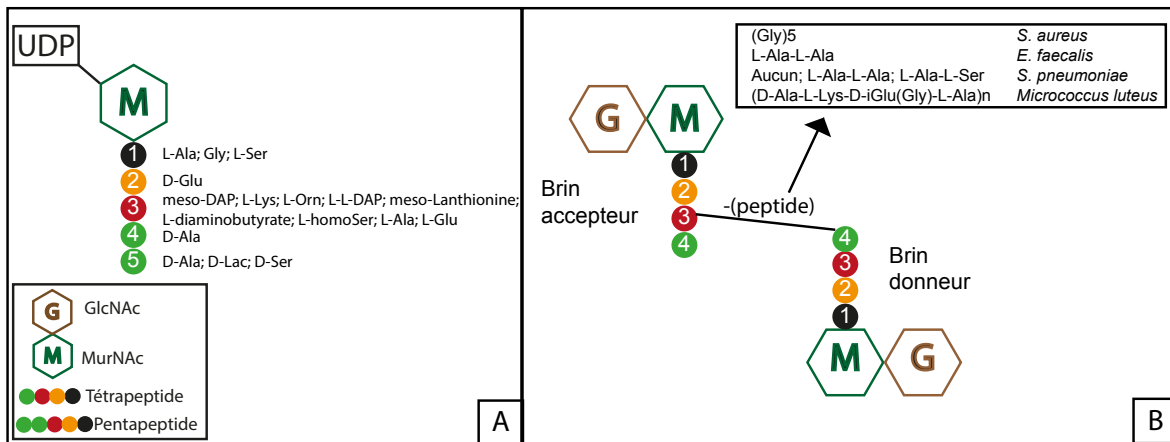 UDP
M
1 L-Ala; Gly; L-Ser
2 D-Glu
3 meso-DAP; L-Lys; L-Orn; L-L-DAP; meso-Lanthionine;
L-diaminobutyrate; L-homoSer; L-Ala; L-Glu
4 D-Ala
5 D-Ala; D-Lac; D-Ser
G GlcNAc
M MurNAc
Tétrapeptide
Pentapeptide
A
(Gly)5 S. aureus
L-Ala-L-Ala E. faecalis
Aucun; L-Ala-L-Ala; L-Ala-L-Ser S. pneumoniae
(D-Ala-L-Lys-D-iGlu(Gly)-L-Ala)n Micrococcus luteus
G M
1
2
3
4
Brin
accepteur
-(peptide)
4
3
2
1
Brin
donneur
M G
B